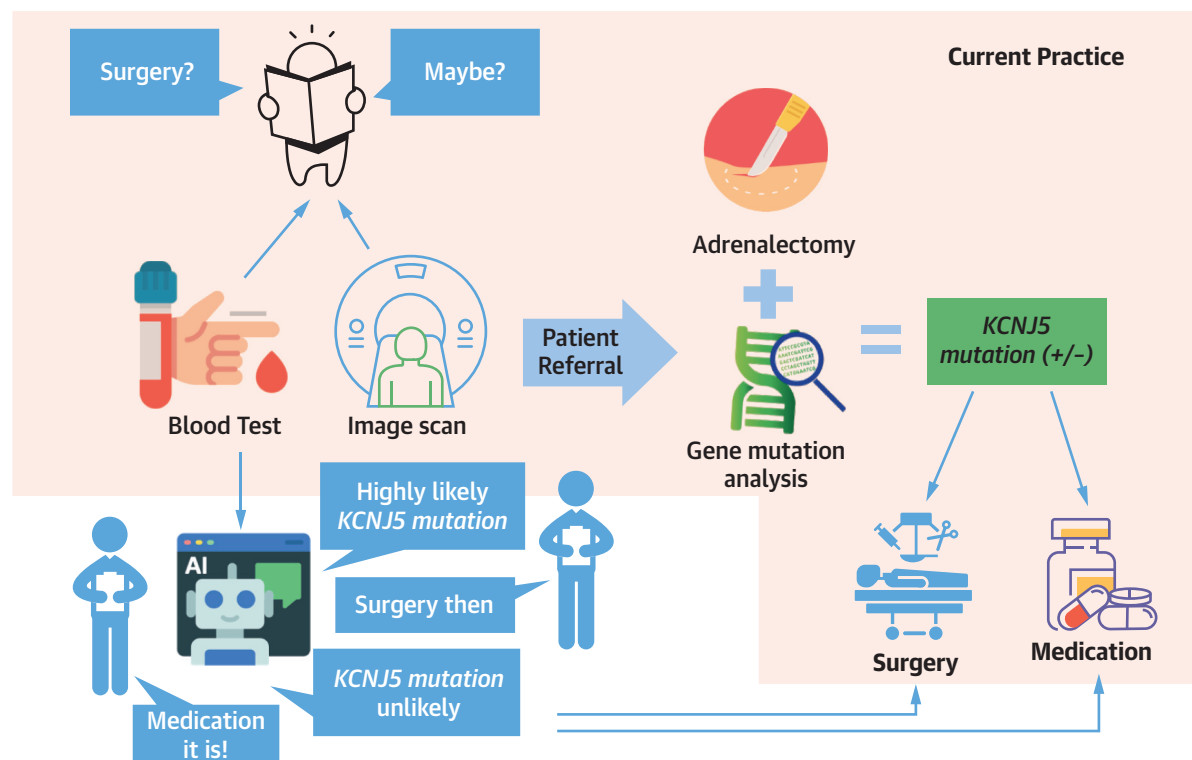 Surgery?
Maybe?
Current Practice
Adrenalectomy
Patient
Referral
KCNJ5
mutation (+/-)
Blood Test
Image scan
Gene mutation
analysis
Highly likely
KCNJ5 mutation
AI
Surgery then
KCNJ5 mutation
unlikely
Medication
it is!
Surgery
Medication